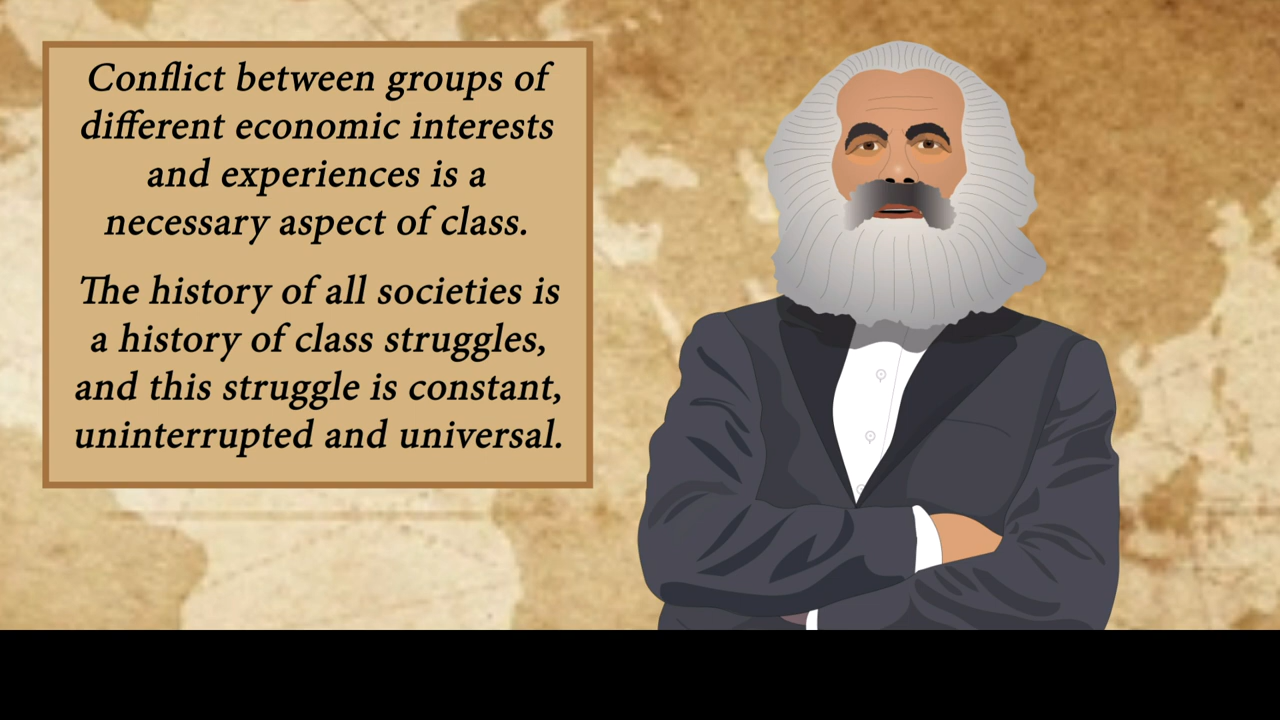 Conflict between groups of
different economic interests
and experiences is a
necessary aspect of class.
The history of all societies is
a history of class struggles,
and this struggle is constant,
uninterrupted and universal.